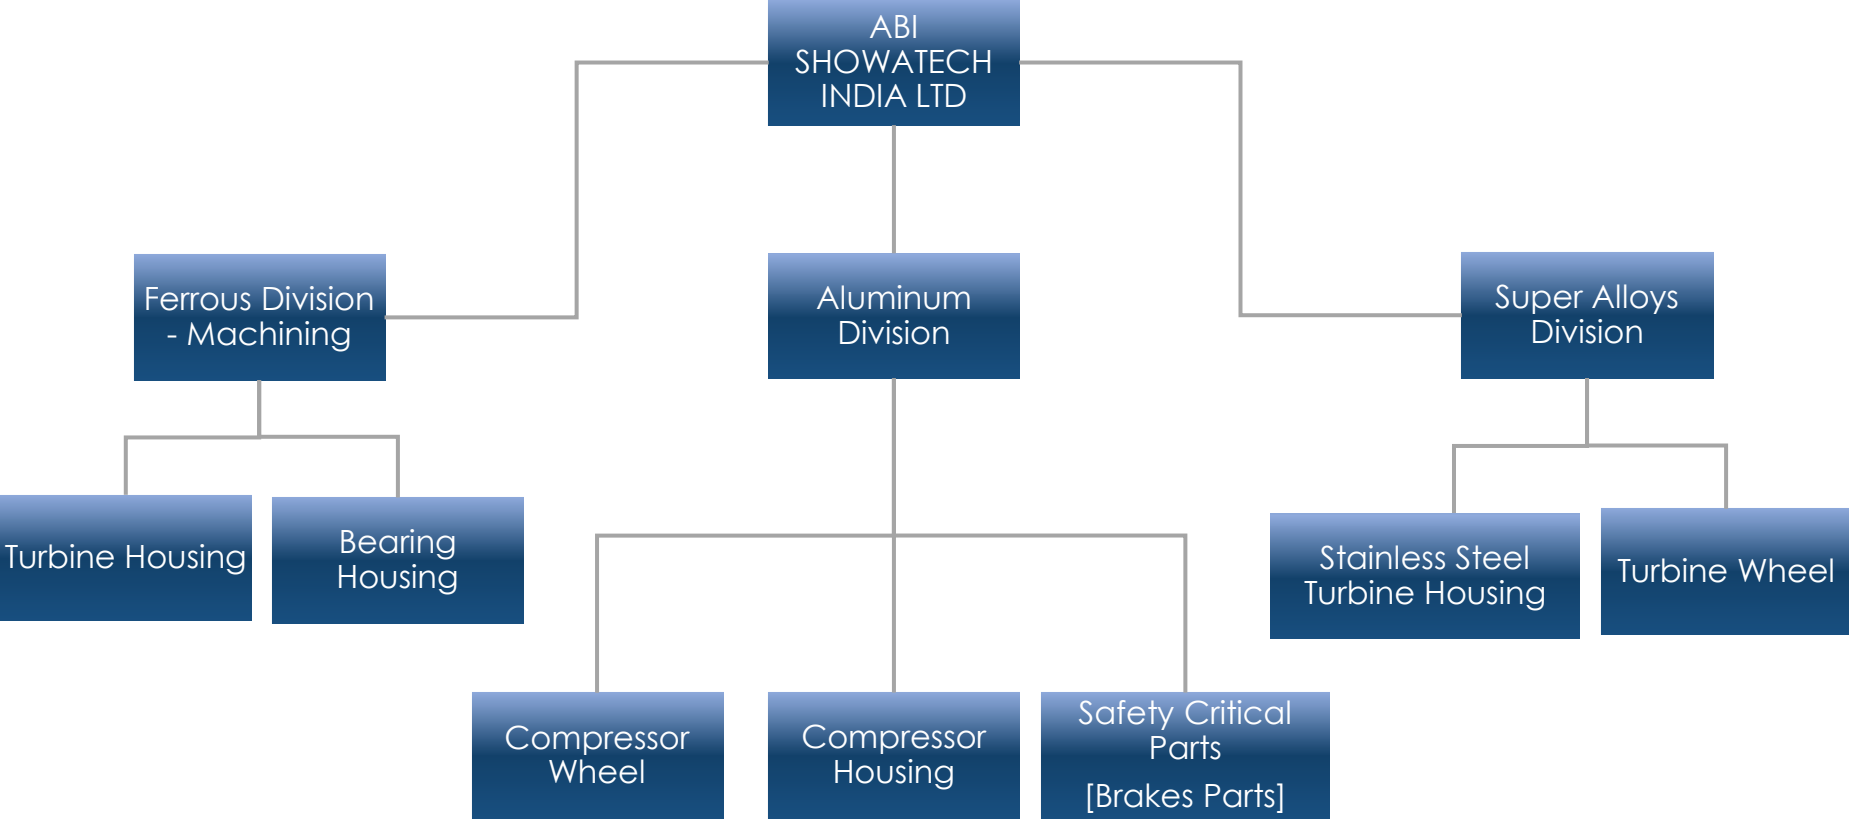 ABI
SHOWATECH
INDIA LTD
Ferrous Division
- Machining
Aluminum
Division
Super Alloys
Division
Turbine Housing
Bearing
Housing
Stainless Steel
Turbine Housing
Turbine Wheel
Compressor
Wheel
Compressor
Housing
Safety Critical
Parts
[Brakes Parts]